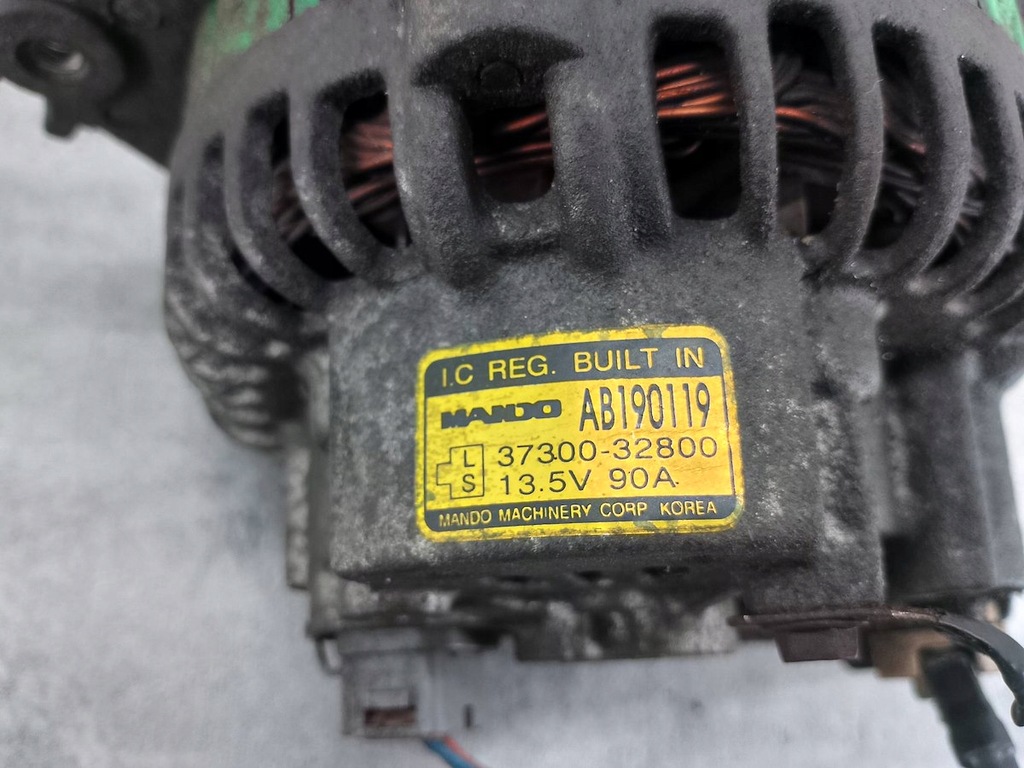 I.C REG. BUILT IN
MANDO AB190119
L 37300-32800
S 13.5V 90A
MANDO MACHINERY CORP KOREA